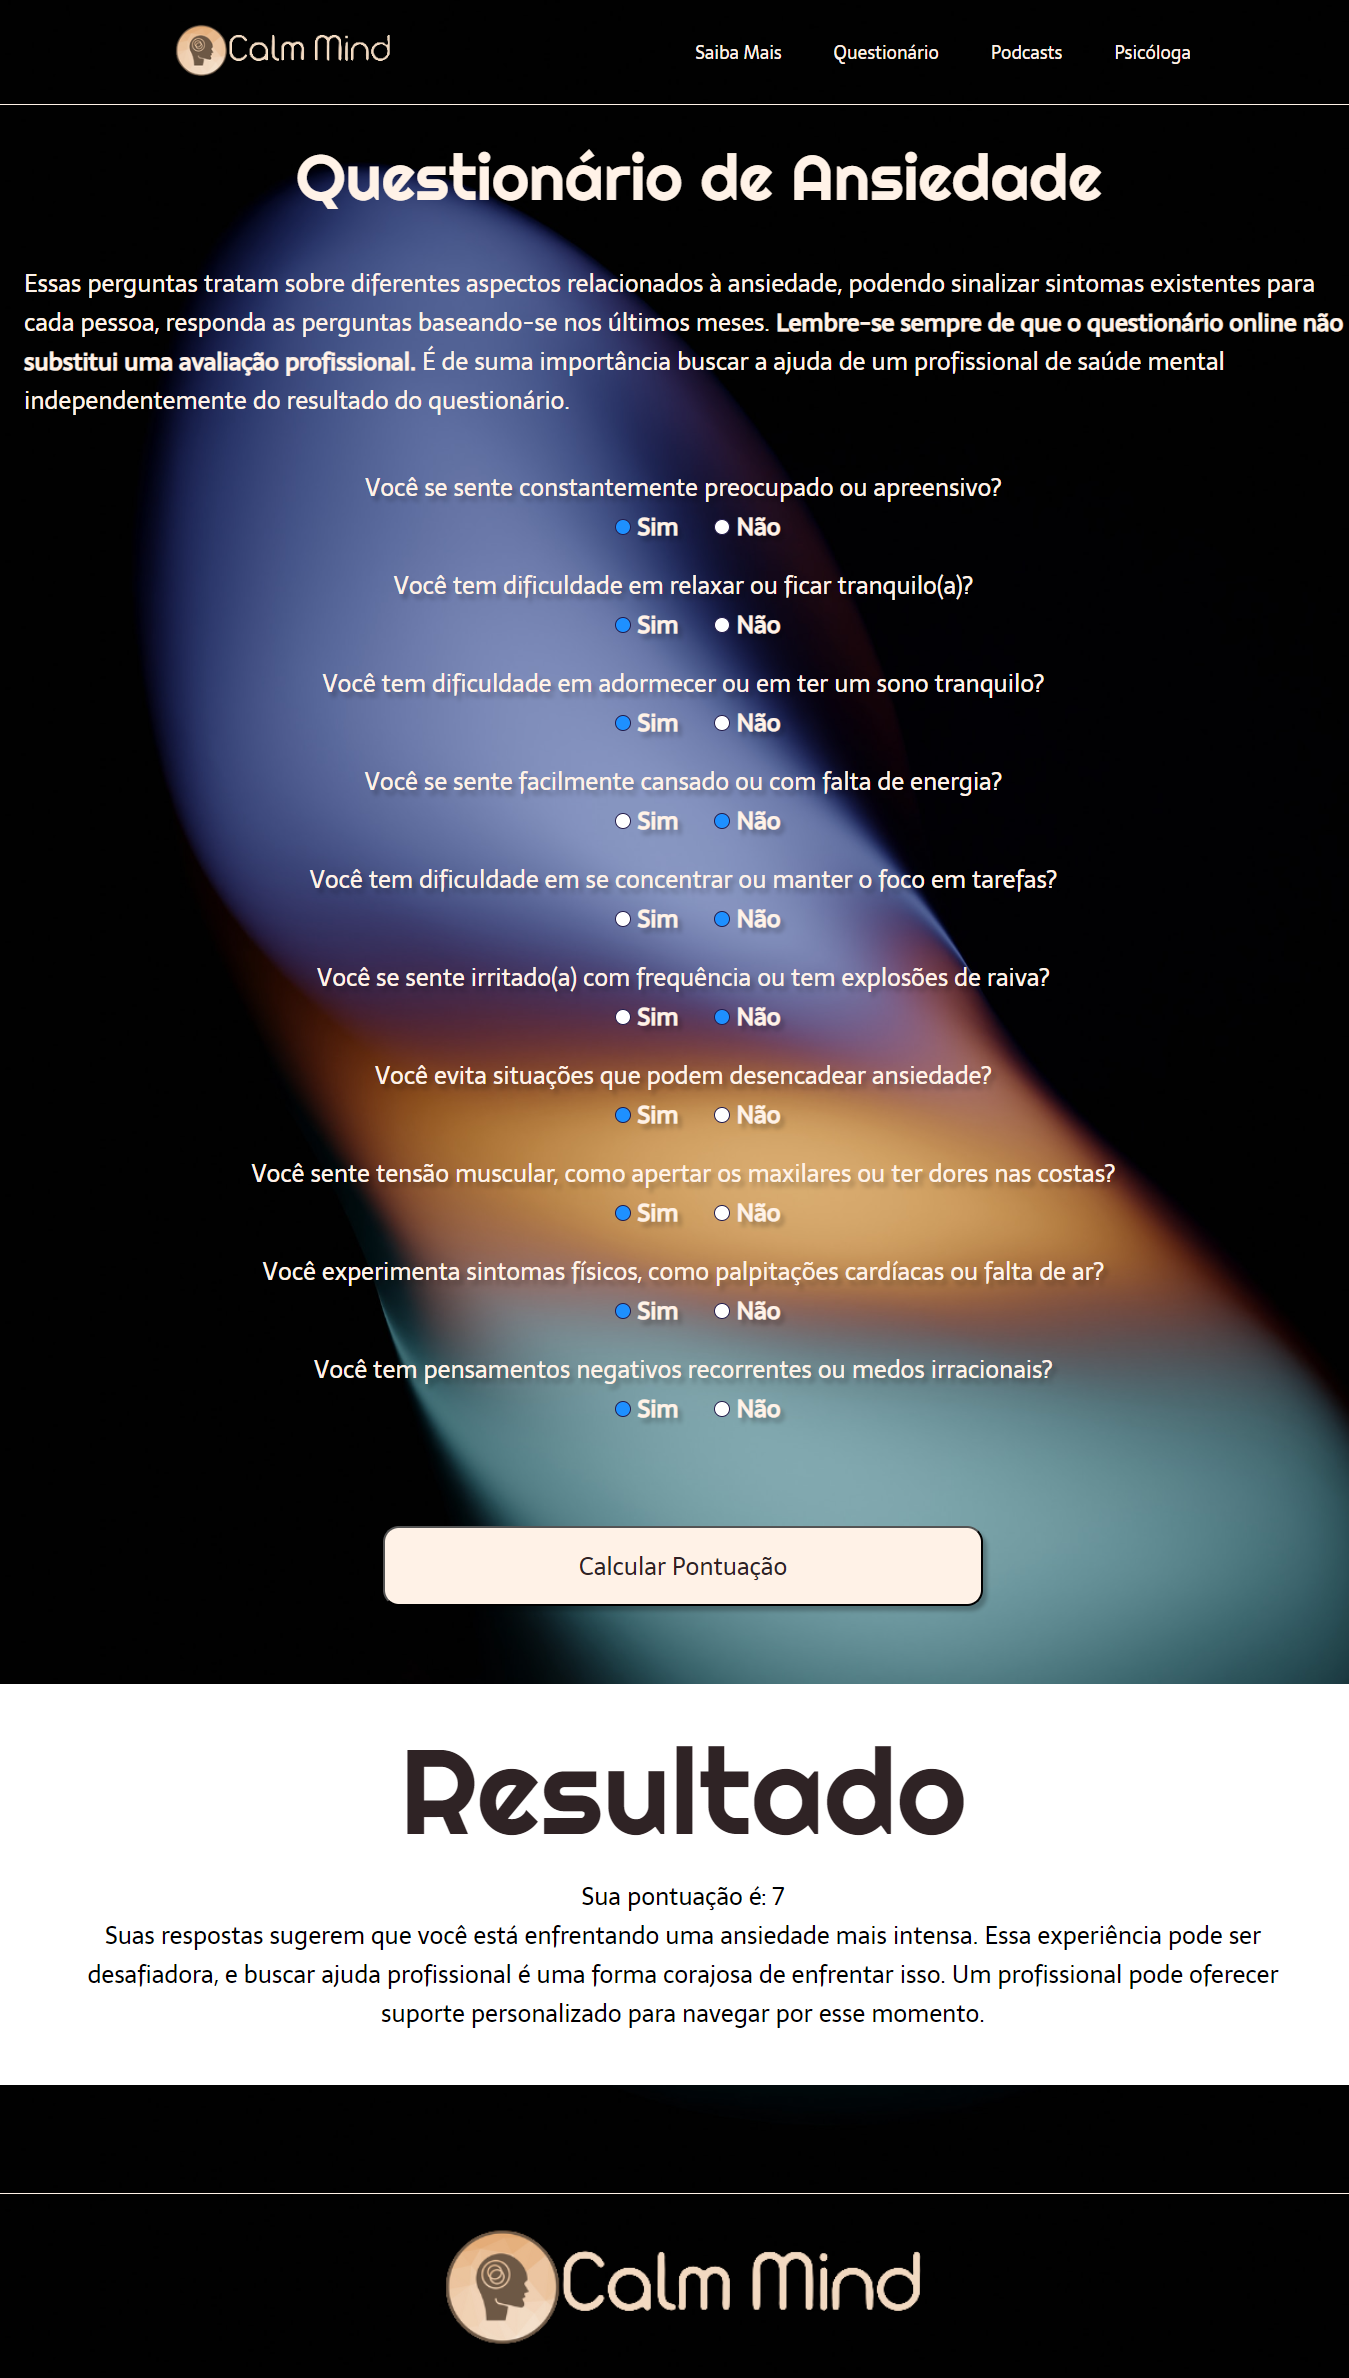 Calm Mind
Saiba Mais Questionário Podcasts Psicóloga
Questionário de Ansiedade
Essas perguntas tratam sobre diferentes aspectos relacionados à ansiedade, podendo sinalizar sintomas existentes para
cada pessoa, responda as perguntas baseando-se nos últimos meses. Lembre-se sempre de que o questionário online não
substitui uma avaliação profissional. É de suma importância buscar a ajuda de um profissional de saúde mental
independentemente do resultado do questionário.
Você se sente constantemente preocupado ou apreensivo?
Sim Não
Você tem dificuldade em relaxar ou ficar tranquilo(a)?
Sim Não
Você tem dificuldade em adormecer ou em ter um sono tranquilo?
Sim Não
Você se sente facilmente cansado ou com falta de energia?
Sim Não
Você tem dificuldade em se concentrar ou manter o foco em tarefas?
Sim Não
Você se sente irritado(a) com frequência ou tem explosões de raiva?
Sim Não
Você evita situações que podem desencadear ansiedade?
Sim Não
Você sente tensão muscular, como apertar os maxilares ou ter dores nas costas?
Sim Não
Você experimenta sintomas físicos, como palpitações cardíacas ou falta de ar?
Sim Não
Você tem pensamentos negativos recorrentes ou medos irracionais?
Sim Não
Calcular Pontuação
Resultado
Sua pontuação é: 7
Suas respostas sugerem que você está enfrentando uma ansiedade mais intensa. Essa experiência pode ser
desafiadora, e buscar ajuda profissional é uma forma corajosa de enfrentar isso. Um profissional pode oferecer
suporte personalizado para navegar por esse momento.
Calm Mind